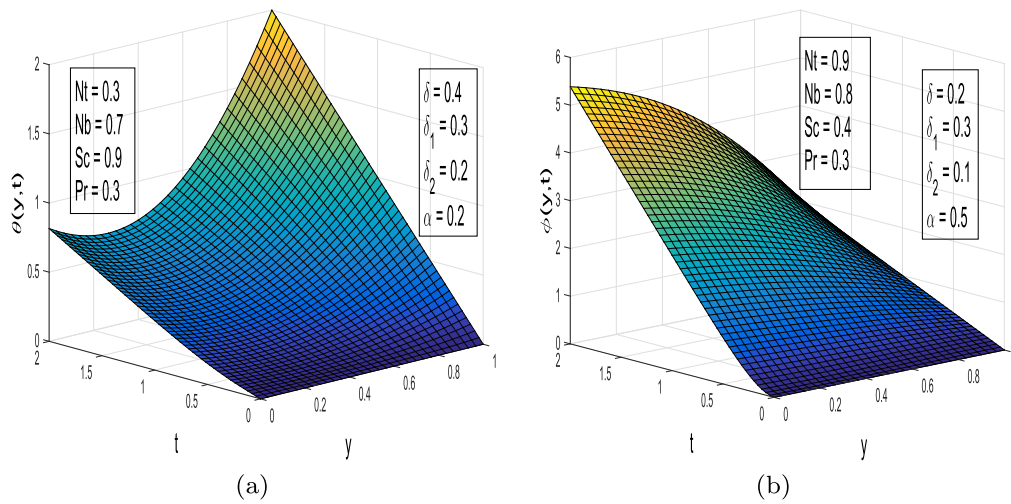 2
1.5
1
0.5
0
θ(y,t)
Nt = 0.3
Nb = 0.7
Sc = 0.9
Pr = 0.3
δ = 0.4
δ1 = 0.3
δ2 = 0.2
α = 0.2
2
1.5
1
0.5
0
t
0
0.2
0.4
0.6
0.8
1
y
(a)
6
5
4
3
2
1
0
ϕ(y,t)
Nt = 0.9
Nb = 0.8
Sc = 0.4
Pr = 0.3
δ = 0.2
δ1 = 0.3
δ2 = 0.1
α = 0.5
2
1.5
1
0.5
0
t
0
0.2
0.4
0.6
0.8
y
(b)